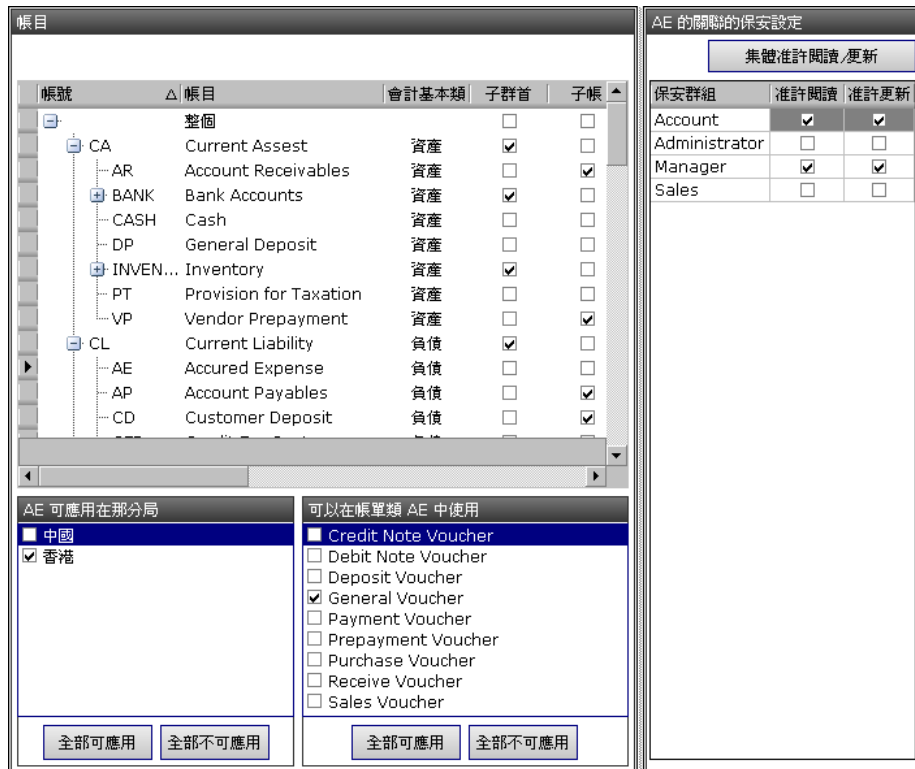 帳目
帳號 帳目 會計基本類 子群首 子帳
整個
CA Current Assest 資產
AR Account Receivables 資產
BANK Bank Accounts 資產
CASH Cash 資產
DP General Deposit 資產
INVEN... Inventory 資產
PT Provision for Taxation 資產
VP Vendor Prepayment 資產
CL Current Liability 負債
AE Accured Expense 負債
AP Account Payables 負債
CD Customer Deposit 負債
AE 可應用在那分局
中國
香港
全部可應用 全部不可應用
可以在帳單類 AE 中使用
Credit Note Voucher
Debit Note Voucher
Deposit Voucher
General Voucher
Payment Voucher
Prepayment Voucher
Purchase Voucher
Receive Voucher
Sales Voucher
全部可應用 全部不可應用
AE 的關聯的保安設定
集體准許閱讀/更新
保安群組 准許閱讀 准許更新
Account
Administrator
Manager
Sales